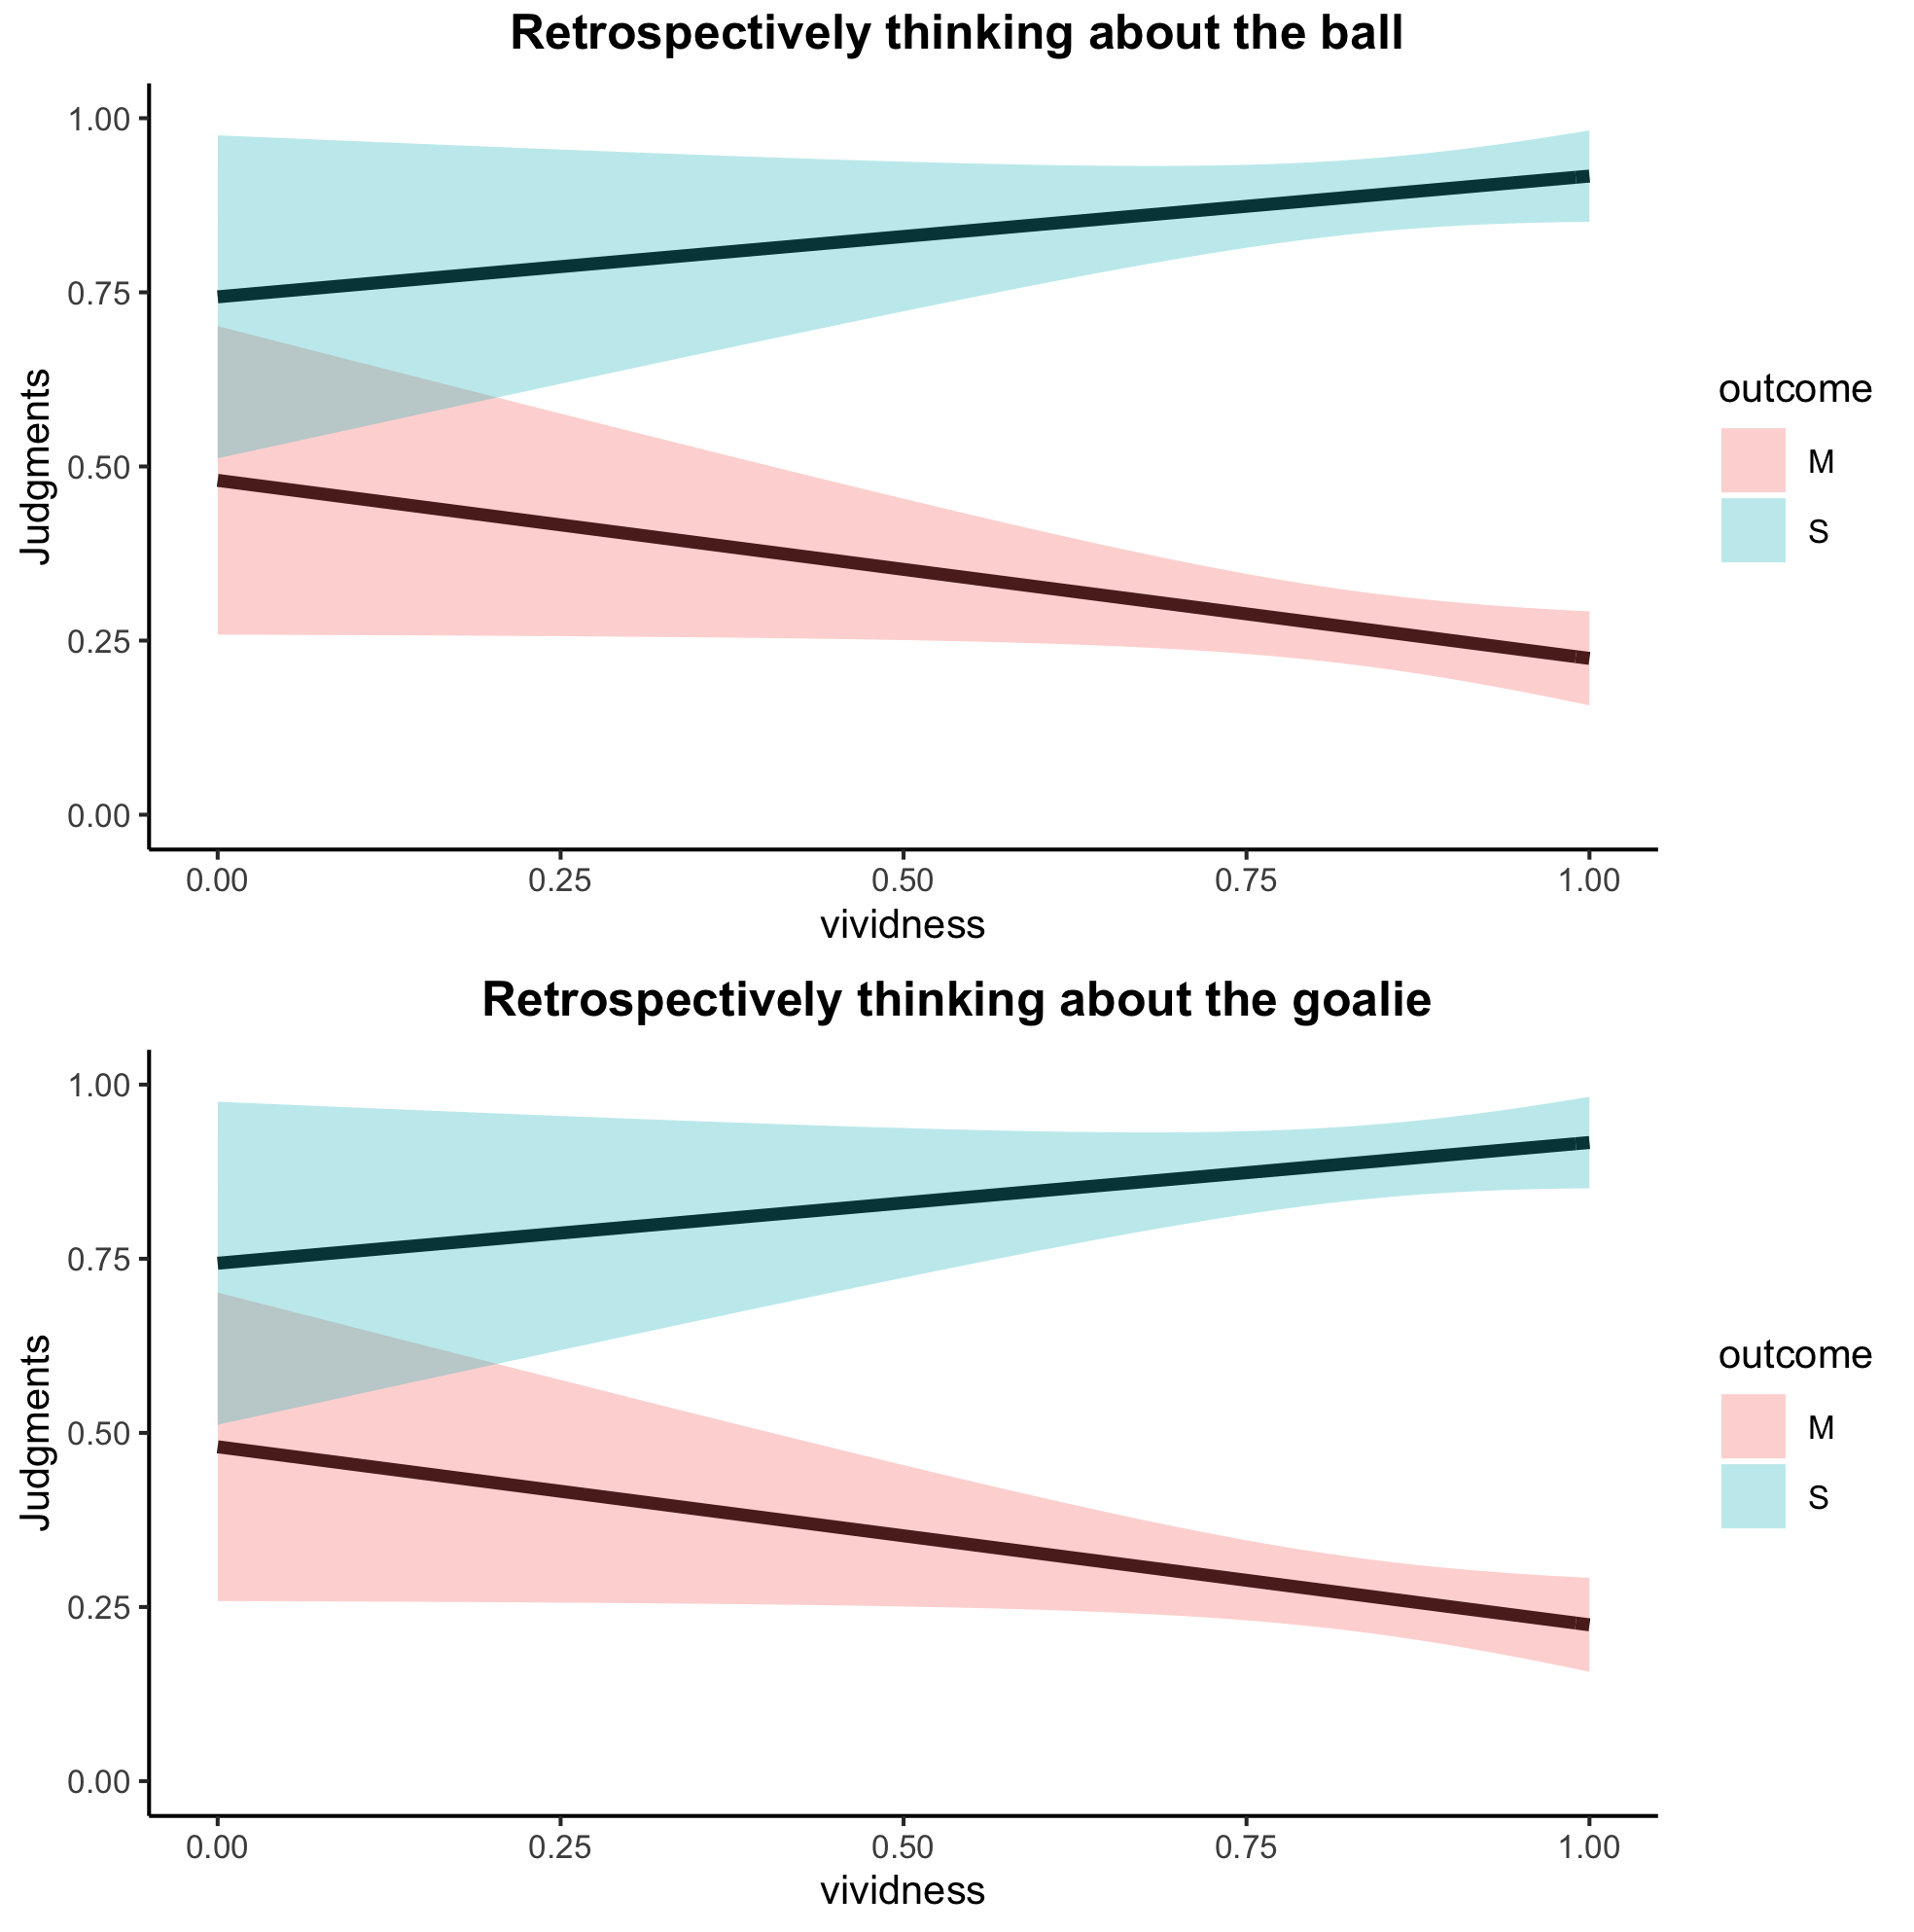 Retrospectively thinking about the ball
1.00
0.75
0.50
0.25
0.00
Judgments
0.00 0.25 0.50 0.75 1.00
vividness
outcome
M
S
Retrospectively thinking about the goalie
1.00
0.75
0.50
0.25
0.00
Judgments
0.00 0.25 0.50 0.75 1.00
vividness
outcome
M
S